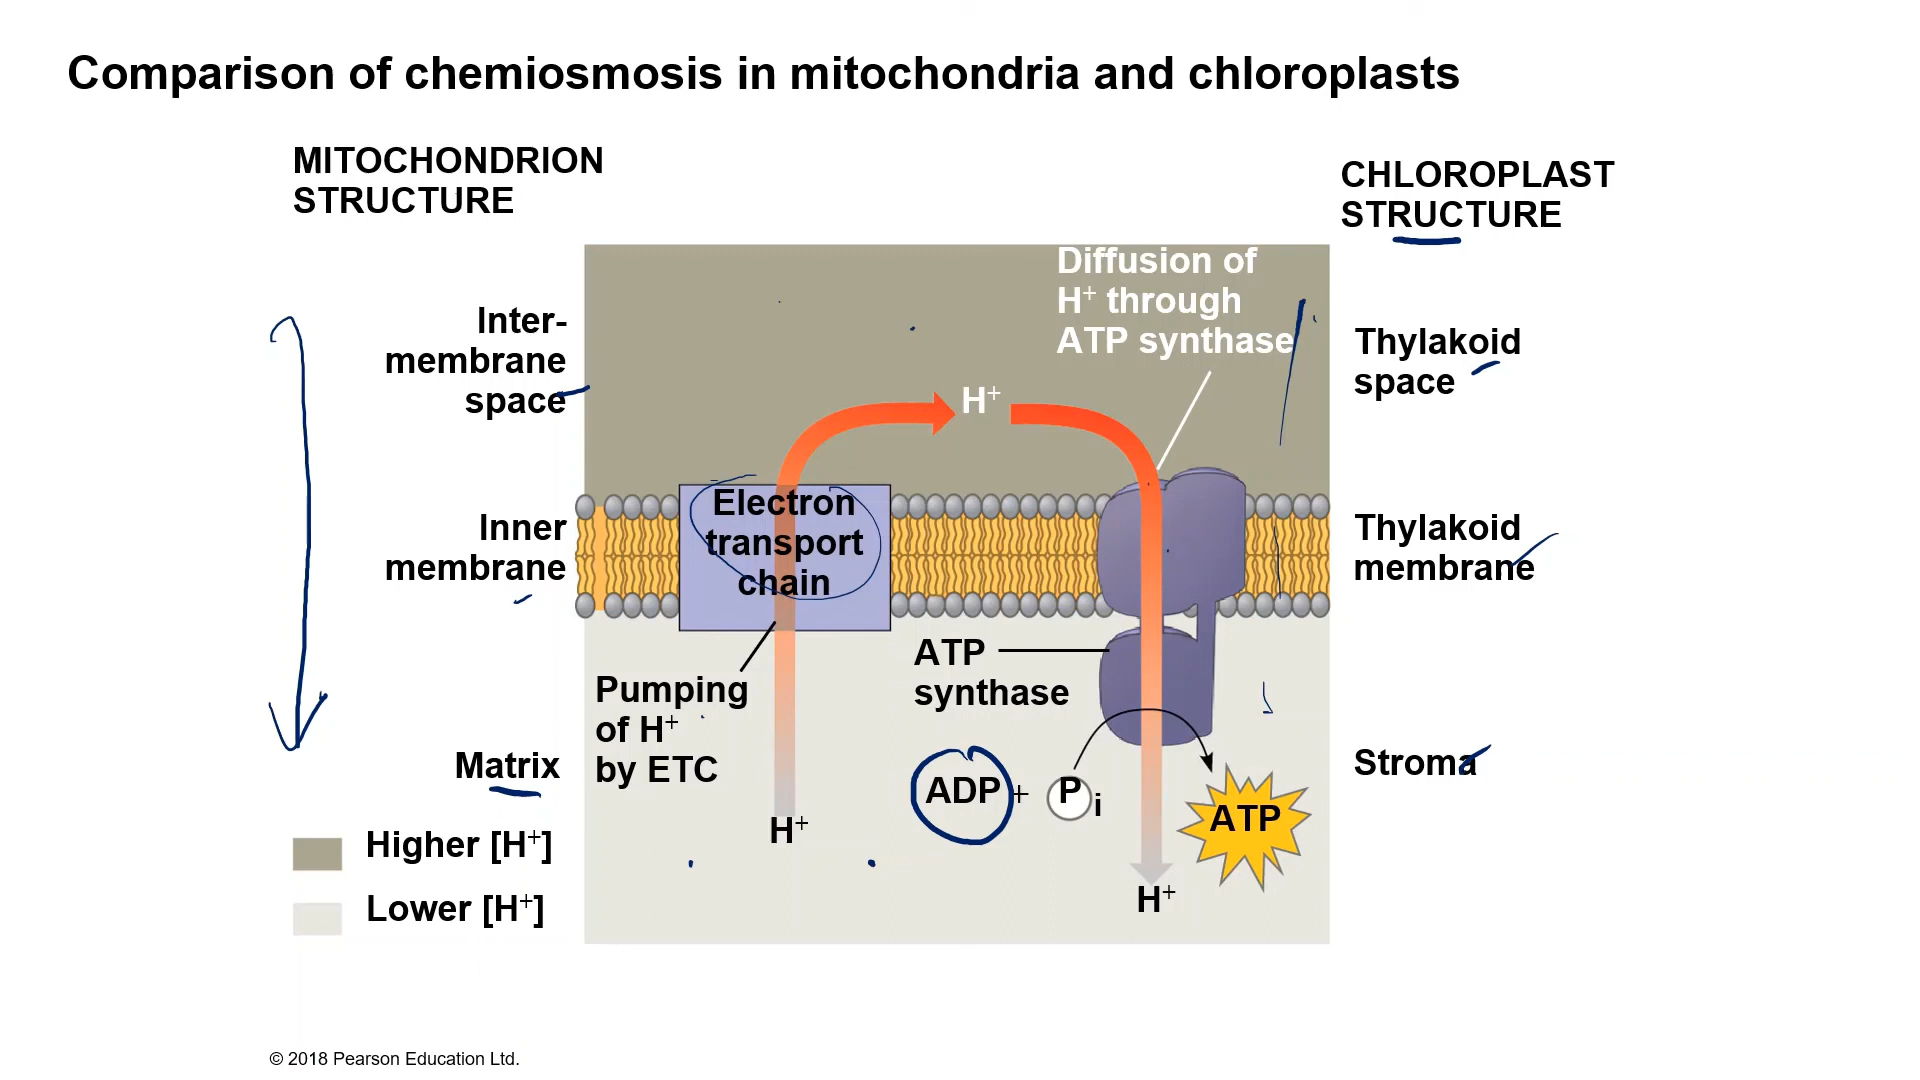 Comparison of chemiosmosis in mitochondria and chloroplasts
MITOCHONDRION
STRUCTURE
CHLOROPLAST
STRUCTURE
Diffusion of
H⁺ through
ATP synthase
Inter-
membrane
space
H⁺
Thylakoid
space
Electron
transport
chain
Inner
membrane
Thylakoid
membrane
ATP
synthase
Pumping
of H⁺
by ETC
Matrix
ADP + P i
ATP
Stroma
H⁺
H⁺
Higher [H⁺]
Lower [H⁺]
© 2018 Pearson Education Ltd.